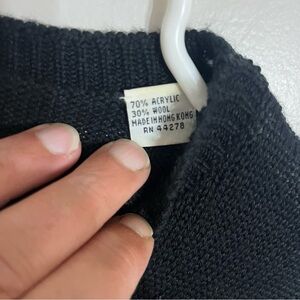 70% ACRYLIC
30% WOOL
MADE IN HONG KONG
RN 44278